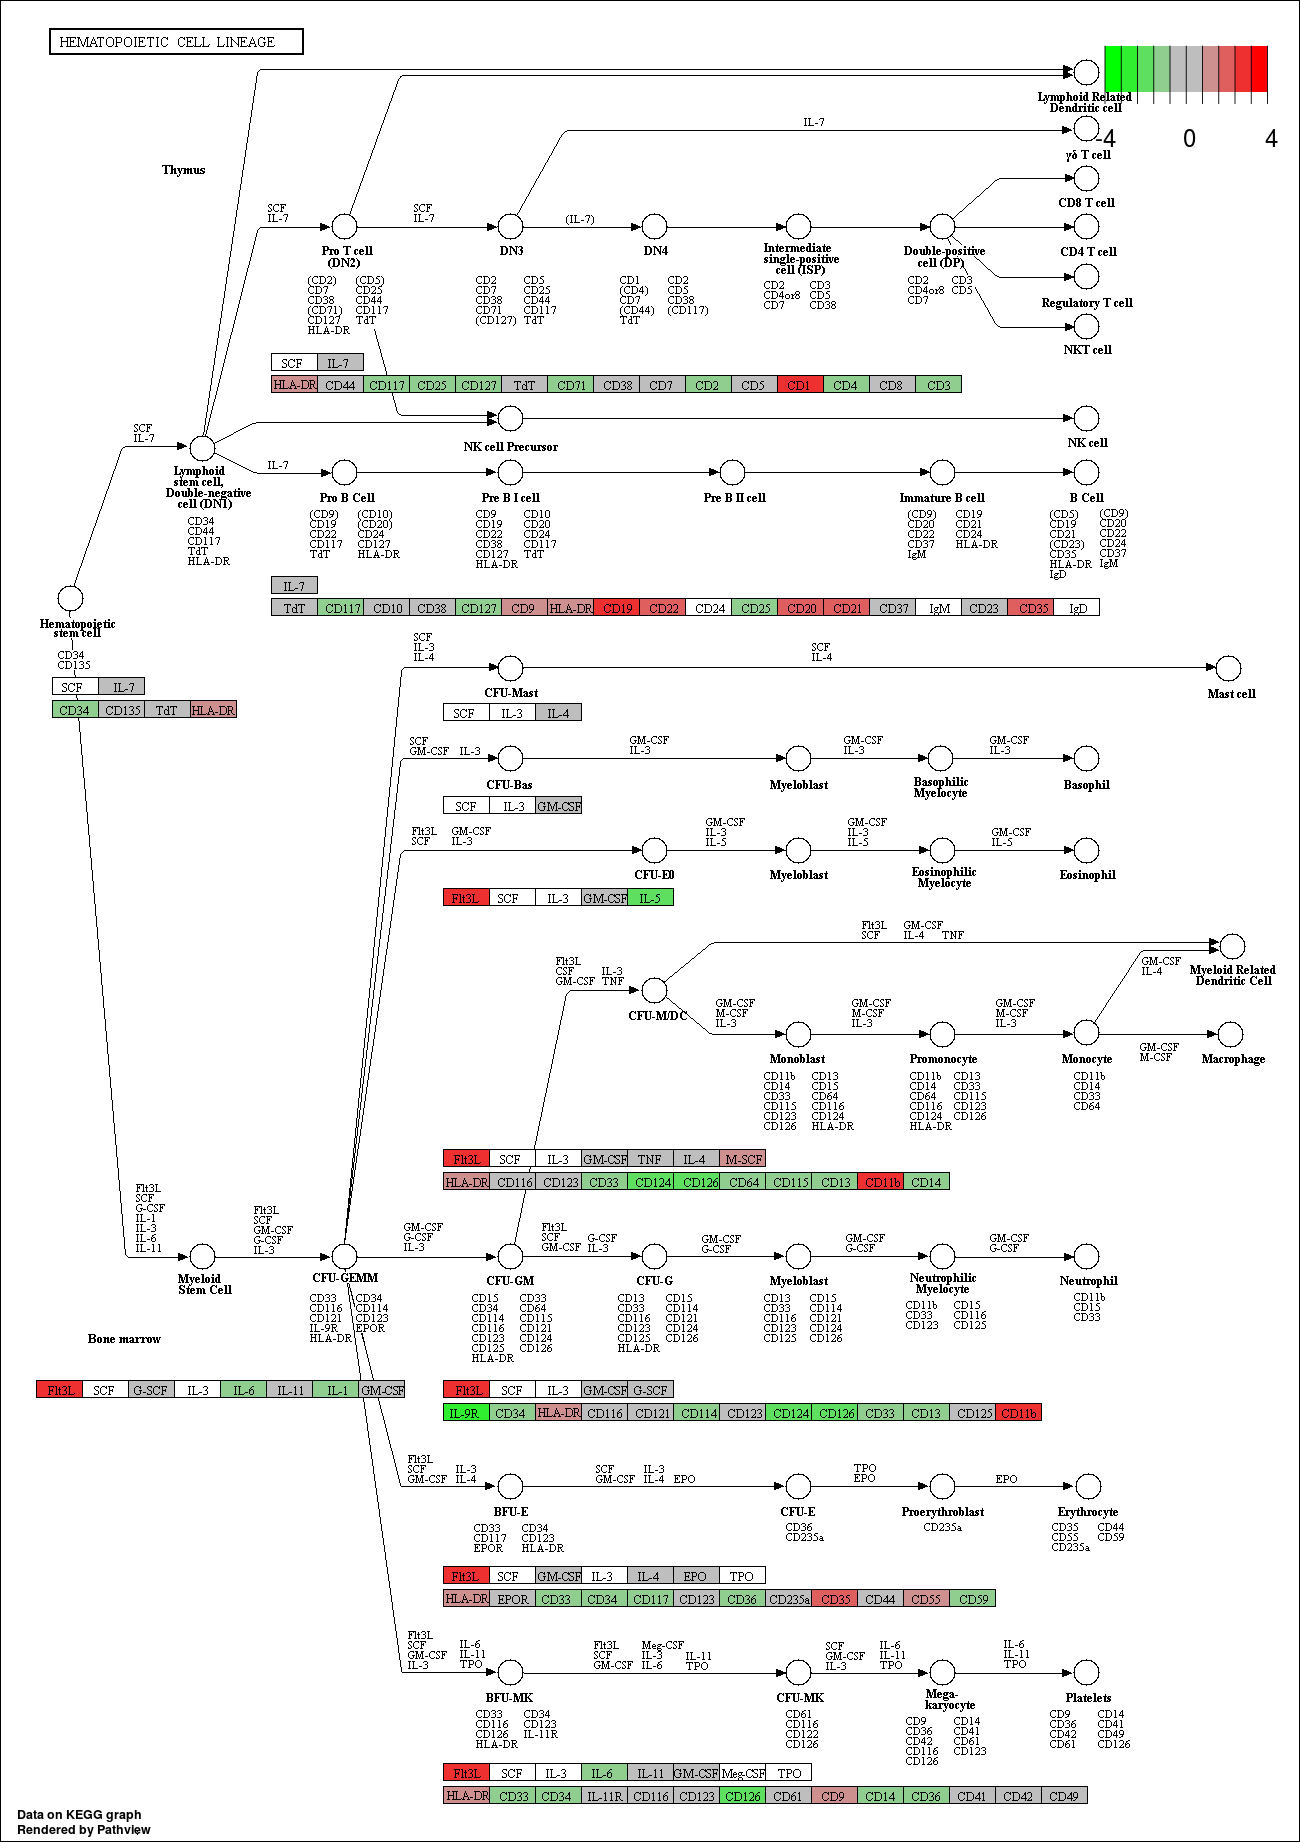 HEMATOPOIETIC CELL LINEAGE
-4 0 4
Lymphoid Related
Dendritic cell
IL-7
γδ T cell
Thymus
CD8 T cell
SCF
IL-7
SCF
IL-7
(IL-7)
Pro T cell
(DN2)
DN3
DN4
Intermediate
single-positive
cell (ISP)
Double-positive
cell (DP)
CD4 T cell
(CD2) (CD5)
CD7 CD25
CD38 CD44
(CD71) CD117
CD127 TdT
HLA-DR
CD2 CD5
CD7 CD25
CD38 CD44
CD71 CD117
(CD127) TdT
CD1 CD2
(CD4) CD5
CD7 CD38
(CD44) (CD117)
TdT
CD2 CD3
CD4or8 CD5
CD7 CD38
CD2 CD3
CD4or8 CD5
CD7
Regulatory T cell
NKT cell
SCF IL-7
HLA-DR CD44 CD117 CD25 CD127 TdT CD71 CD38 CD7 CD2 CD5 CD1 CD4 CD8 CD3
SCF
IL-7
NK cell Precursor
NK cell
IL-7
Lymphoid
stem cell,
Double-negative
cell (DN1)
CD34
CD44
CD117
TdT
HLA-DR
Pro B Cell
Pre B I cell
Pre B II cell
Immature B cell
B Cell
(CD9) (CD10)
CD19 (CD20)
CD22 CD24
CD117 CD127
TdT HLA-DR
CD9 CD10
CD19 CD20
CD22 CD24
CD38 CD117
CD127 TdT
HLA-DR
(CD9) CD19
CD20 CD21
CD22 CD24
CD37 HLA-DR
IgM
(CD5) (CD9)
CD19 CD20
CD21 CD22
(CD23) CD24
CD35 CD37
HLA-DR IgM
IgD
IL-7
TdT CD117 CD10 CD38 CD127 CD9 HLA-DR CD19 CD22 CD24 CD25 CD20 CD21 CD37 IgM CD23 CD35 IgD
Hematopoietic
stem cell
CD34
CD135
SCF IL-7
CD34 CD135 TdT HLA-DR
SCF
IL-3
IL-4
SCF
IL-4
CFU-Mast
Mast cell
SCF IL-3 IL-4
SCF
GM-CSF IL-3
GM-CSF
IL-3
GM-CSF
IL-3
GM-CSF
IL-3
CFU-Bas
Myeloblast
Basophilic
Myelocyte
Basophil
SCF IL-3 GM-CSF
Flt3L GM-CSF
SCF IL-3
GM-CSF
IL-3
IL-5
GM-CSF
IL-3
IL-5
GM-CSF
IL-5
CFU-E0
Myeloblast
Eosinophilic
Myelocyte
Eosinophil
Flt3L SCF IL-3 GM-CSF IL-5
Flt3L GM-CSF
SCF IL-4 TNF
Flt3L
CSF IL-3
GM-CSF TNF
GM-CSF
IL-4
Myeloid Related
Dendritic Cell
CFU-M/DC
GM-CSF
M-CSF
IL-3
GM-CSF
M-CSF
IL-3
GM-CSF
M-CSF
IL-3
GM-CSF
M-CSF
Monoblast
Promonocyte
Monocyte
Macrophage
CD11b CD13
CD14 CD15
CD33 CD64
CD115 CD116
CD123 CD124
CD126 HLA-DR
CD11b CD13
CD14 CD33
CD64 CD115
CD116 CD123
CD124 CD126
HLA-DR
CD11b
CD14
CD33
CD64
Flt3L SCF IL-3 GM-CSF TNF IL-4 M-SCF
HLA-DR CD116 CD123 CD33 CD124 CD126 CD64 CD115 CD13 CD11b CD14
Flt3L
SCF
G-CSF
IL-1
IL-3
IL-6
IL-11
Flt3L
SCF
GM-CSF
G-CSF
IL-3
GM-CSF
G-CSF
IL-3
Flt3L
SCF G-CSF
GM-CSF IL-3
GM-CSF
G-CSF
GM-CSF
G-CSF
GM-CSF
G-CSF
Myeloid
Stem Cell
CFU-GEMM
CFU-GM
CFU-G
Myeloblast
Neutrophilic
Myelocyte
Neutrophil
CD33 CD34
CD116 CD114
CD121 CD123
IL-9R EPOR
HLA-DR
CD15 CD33
CD34 CD64
CD114 CD115
CD116 CD121
CD123 CD124
CD125 CD126
HLA-DR
CD13 CD15
CD33 CD114
CD116 CD121
CD123 CD124
CD125 CD126
HLA-DR
CD13 CD15
CD33 CD114
CD116 CD121
CD123 CD124
CD125 CD126
CD11b CD15
CD33 CD116
CD123 CD125
CD11b
CD15
CD33
Bone marrow
Flt3L SCF G-SCF IL-3 IL-6 IL-11 IL-1 GM-CSF
Flt3L SCF IL-3 GM-CSF G-SCF
IL-9R CD34 HLA-DR CD116 CD121 CD114 CD123 CD124 CD126 CD33 CD13 CD125 CD11b
Flt3L
SCF IL-3
GM-CSF IL-4
SCF IL-3
GM-CSF IL-4 EPO
TPO
EPO
EPO
BFU-E
CFU-E
Proerythroblast
Erythrocyte
CD33 CD34
CD117 CD123
EPOR HLA-DR
CD36
CD235a
CD235a
CD35 CD44
CD55 CD59
CD235a
Flt3L SCF GM-CSF IL-3 IL-4 EPO TPO
HLA-DR EPOR CD33 CD34 CD117 CD123 CD36 CD235a CD35 CD44 CD55 CD59
Flt3L
SCF IL-6
GM-CSF IL-11
IL-3 TPO
Flt3L Meg-CSF
SCF IL-3 IL-11
GM-CSF IL-6 TPO
SCF IL-6
GM-CSF IL-11
IL-3 TPO
IL-6
IL-11
TPO
BFU-MK
CFU-MK
Mega-
karyocyte
Platelets
CD33 CD34
CD116 CD123
CD126 IL-11R
HLA-DR
CD61
CD116
CD122
CD126
CD9 CD14
CD36 CD41
CD42 CD61
CD116 CD123
CD126
CD9 CD14
CD36 CD41
CD42 CD49
CD61 CD126
Flt3L SCF IL-3 IL-6 IL-11 GM-CSF Meg-CSF TPO
HLA-DR CD33 CD34 IL-11R CD116 CD123 CD126 CD61 CD9 CD14 CD36 CD41 CD42 CD49
Data on KEGG graph
Rendered by Pathview